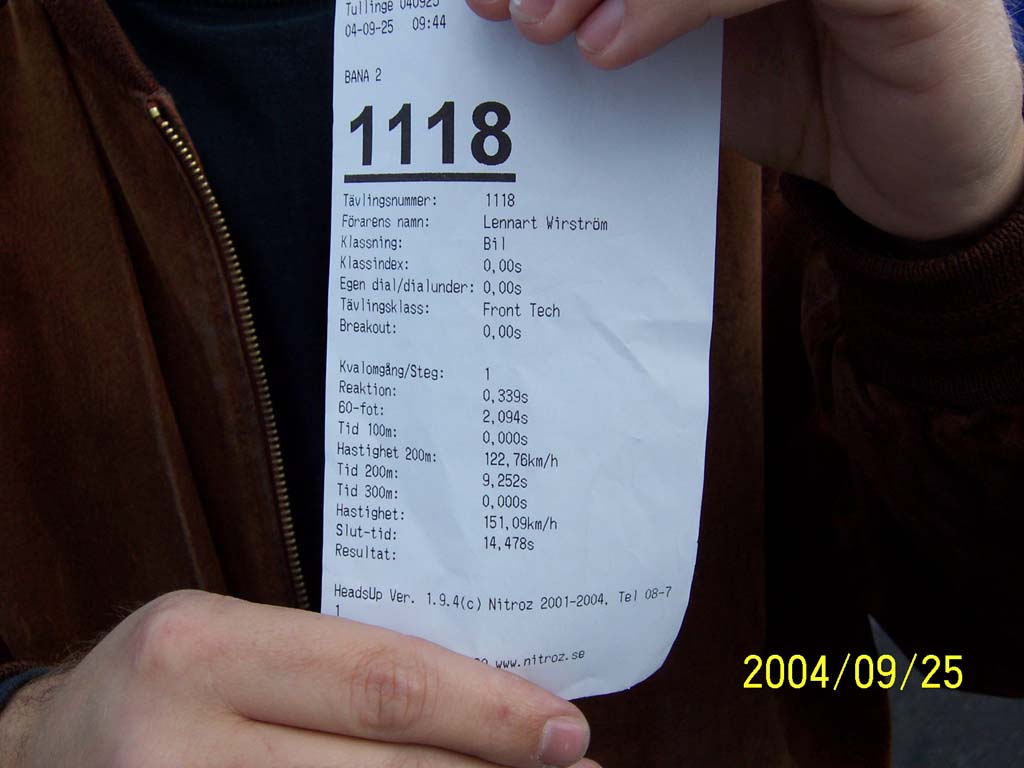 Tullinge 040925
04-09-25 09:44
BANA 2
1118
Tävlingsnummer: 1118
Förarens namn: Lennart Wirström
Klassning: Bil
Klassindex: 0,00s
Egen dial/dialunder: 0,00s
Tävlingsklass: Front Tech
Breakout: 0,00s
Kvalomgång/Steg: 1
Reaktion: 0,339s
60-fot: 2,094s
Tid 100m: 0,000s
Hastighet 200m: 122,76km/h
Tid 200m: 9,252s
Tid 300m: 0,000s
Hastighet: 151,09km/h
Slut-tid: 14,478s
Resultat:
HeadsUp Ver. 1.9.4(c) Nitroz 2001-2004. Tel 08-7
1
www.nitroz.se
2004/09/25